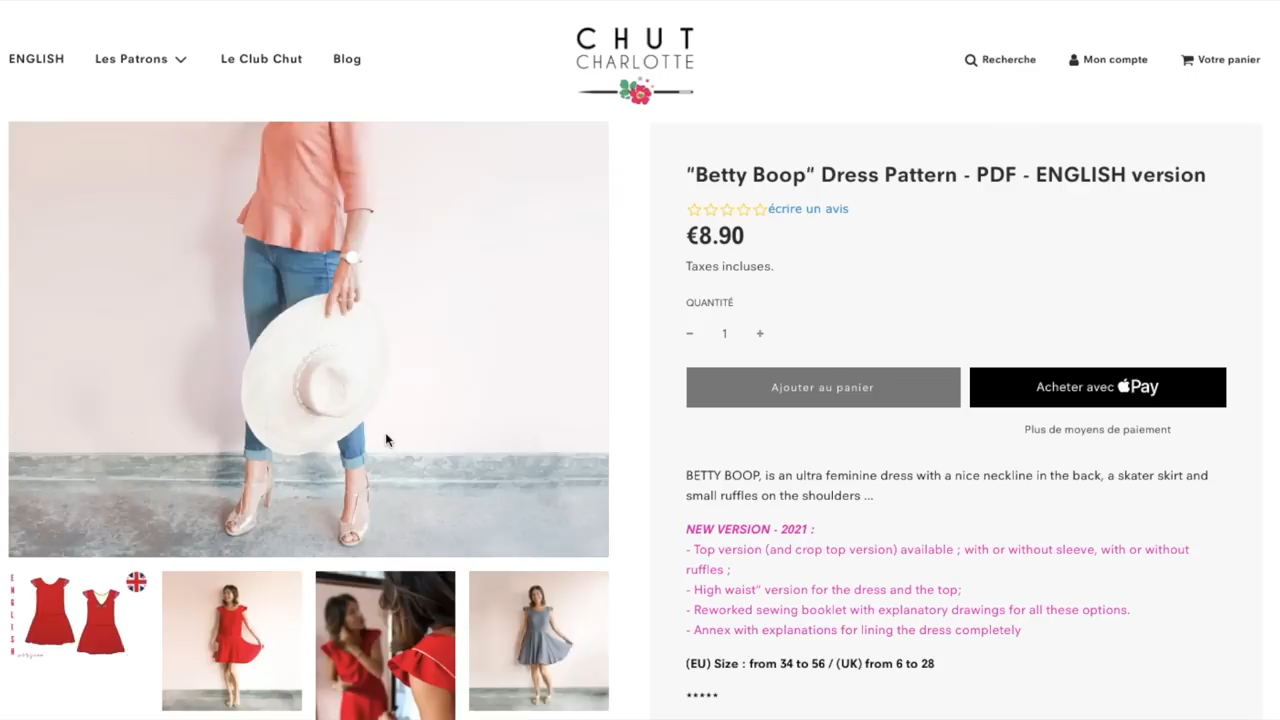 ENGLISH
Les Patrons
Le Club Chut
Blog
CHUT
CHARLOTTE
Recherche
Mon compte
Votre panier
"Betty Boop" Dress Pattern - PDF - ENGLISH version
écrire un avis
€8.90
Taxes incluses.
QUANTITÉ
− 1 +
Ajouter au panier
Acheter avec Pay
Plus de moyens de paiement
BETTY BOOP, is an ultra feminine dress with a nice neckline in the back, a skater skirt and
small ruffles on the shoulders ...
NEW VERSION - 2021 :
- Top version (and crop top version) available ; with or without sleeve, with or without
ruffles ;
- High waist" version for the dress and the top;
- Reworked sewing booklet with explanatory drawings for all these options.
- Annex with explanations for lining the dress completely
(EU) Size : from 34 to 56 / (UK) from 6 to 28
*****
ENGLISH